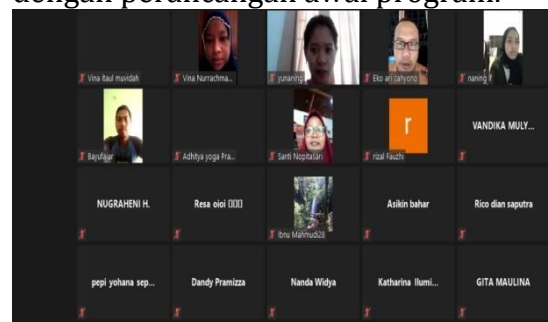 dengan perancangan awal program.
Vina itaul muvidah
Vina Nurrachma...
yunaning
Eko ari cahyono
naning f
Bayufajar
Adhitya yoga Pra...
Santi Nopitasari
r
rizal Fauzhi
VANDIKA MULY...
NUGRAHENI H.
Resa oioi
Ibnu Mahmudi28
Asikin bahar
Rico dian saputra
pepi yohana sep...
Dandy Pramizza
Nanda Widya
Katharina Ilumi...
GITA MAULINA